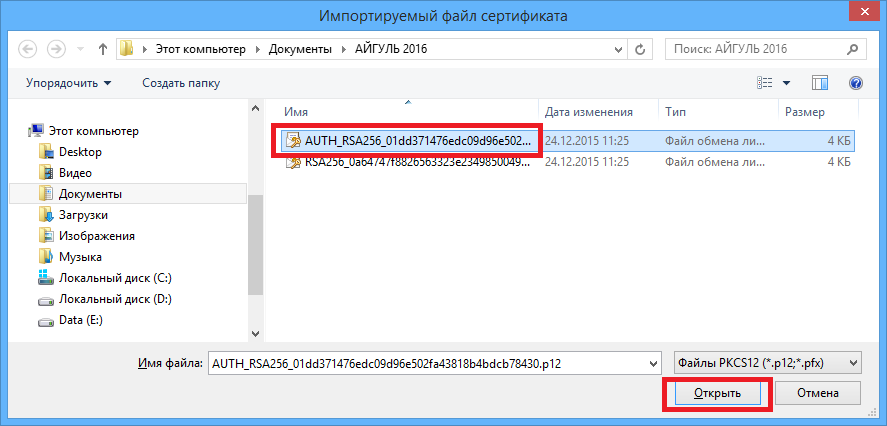 Импортируемый файл сертификата
Этот компьютер Документы АЙГУЛЬ 2016
Поиск: АЙГУЛЬ 2016
Упорядочить Создать папку
Имя Дата изменения Тип Размер
AUTH_RSA256_01dd371476edc09d96e502... 24.12.2015 11:25 Файл обмена ли... 4 КБ
RSA256_0a64747f8826563323e2349850049... 24.12.2015 11:25 Файл обмена ли... 4 КБ
Этот компьютер
Desktop
Видео
Документы
Загрузки
Изображения
Музыка
Локальный диск (C:)
Локальный диск (D:)
Data (E:)
Имя файла: AUTH_RSA256_01dd371476edc09d96e502fa43818b4bdcb78430.p12 Файлы PKCS12 (*.p12;*.pfx)
Открыть Отмена